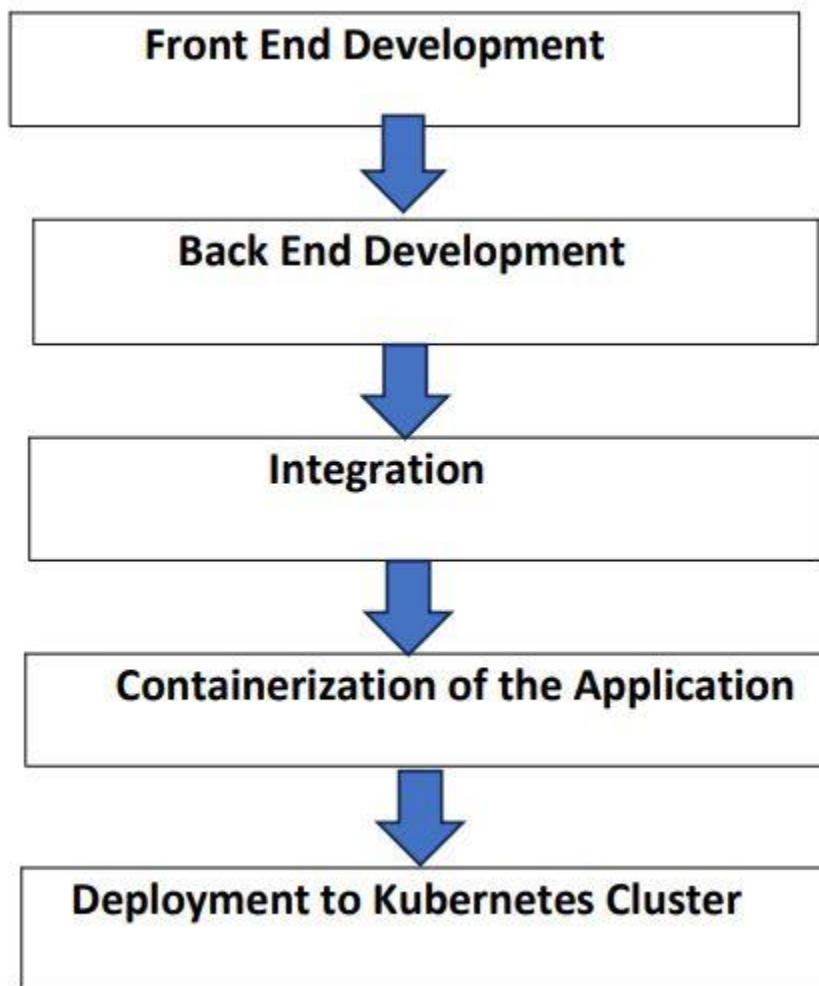 Front End Development
Back End Development
Integration
Containerization of the Application
Deployment to Kubernetes Cluster